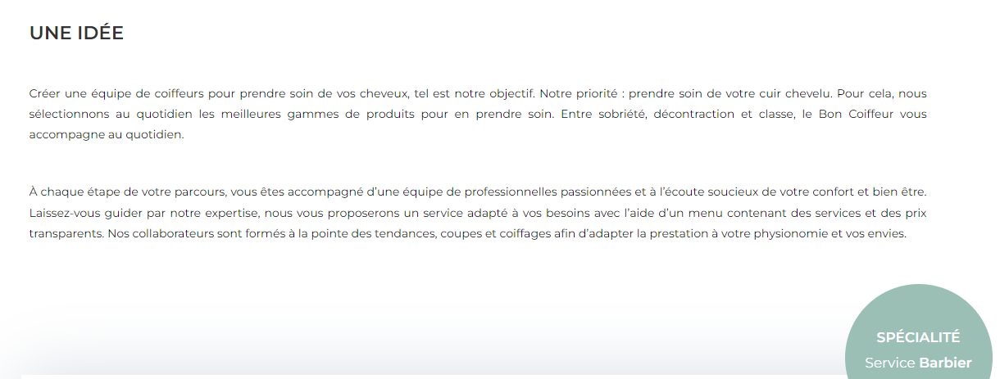 UNE IDÉE
Créer une équipe de coiffeurs pour prendre soin de vos cheveux, tel est notre objectif. Notre priorité : prendre soin de votre cuir chevelu. Pour cela, nous
sélectionnons au quotidien les meilleures gammes de produits pour en prendre soin. Entre sobriété, décontraction et classe, le Bon Coiffeur vous
accompagne au quotidien.
À chaque étape de votre parcours, vous êtes accompagné d’une équipe de professionnelles passionnées et à l’écoute soucieux de votre confort et bien être.
Laissez-vous guider par notre expertise, nous vous proposerons un service adapté à vos besoins avec l’aide d’un menu contenant des services et des prix
transparents. Nos collaborateurs sont formés à la pointe des tendances, coupes et coiffages afin d’adapter la prestation à votre physionomie et vos envies.
SPÉCIALITÉ
Service Barbier